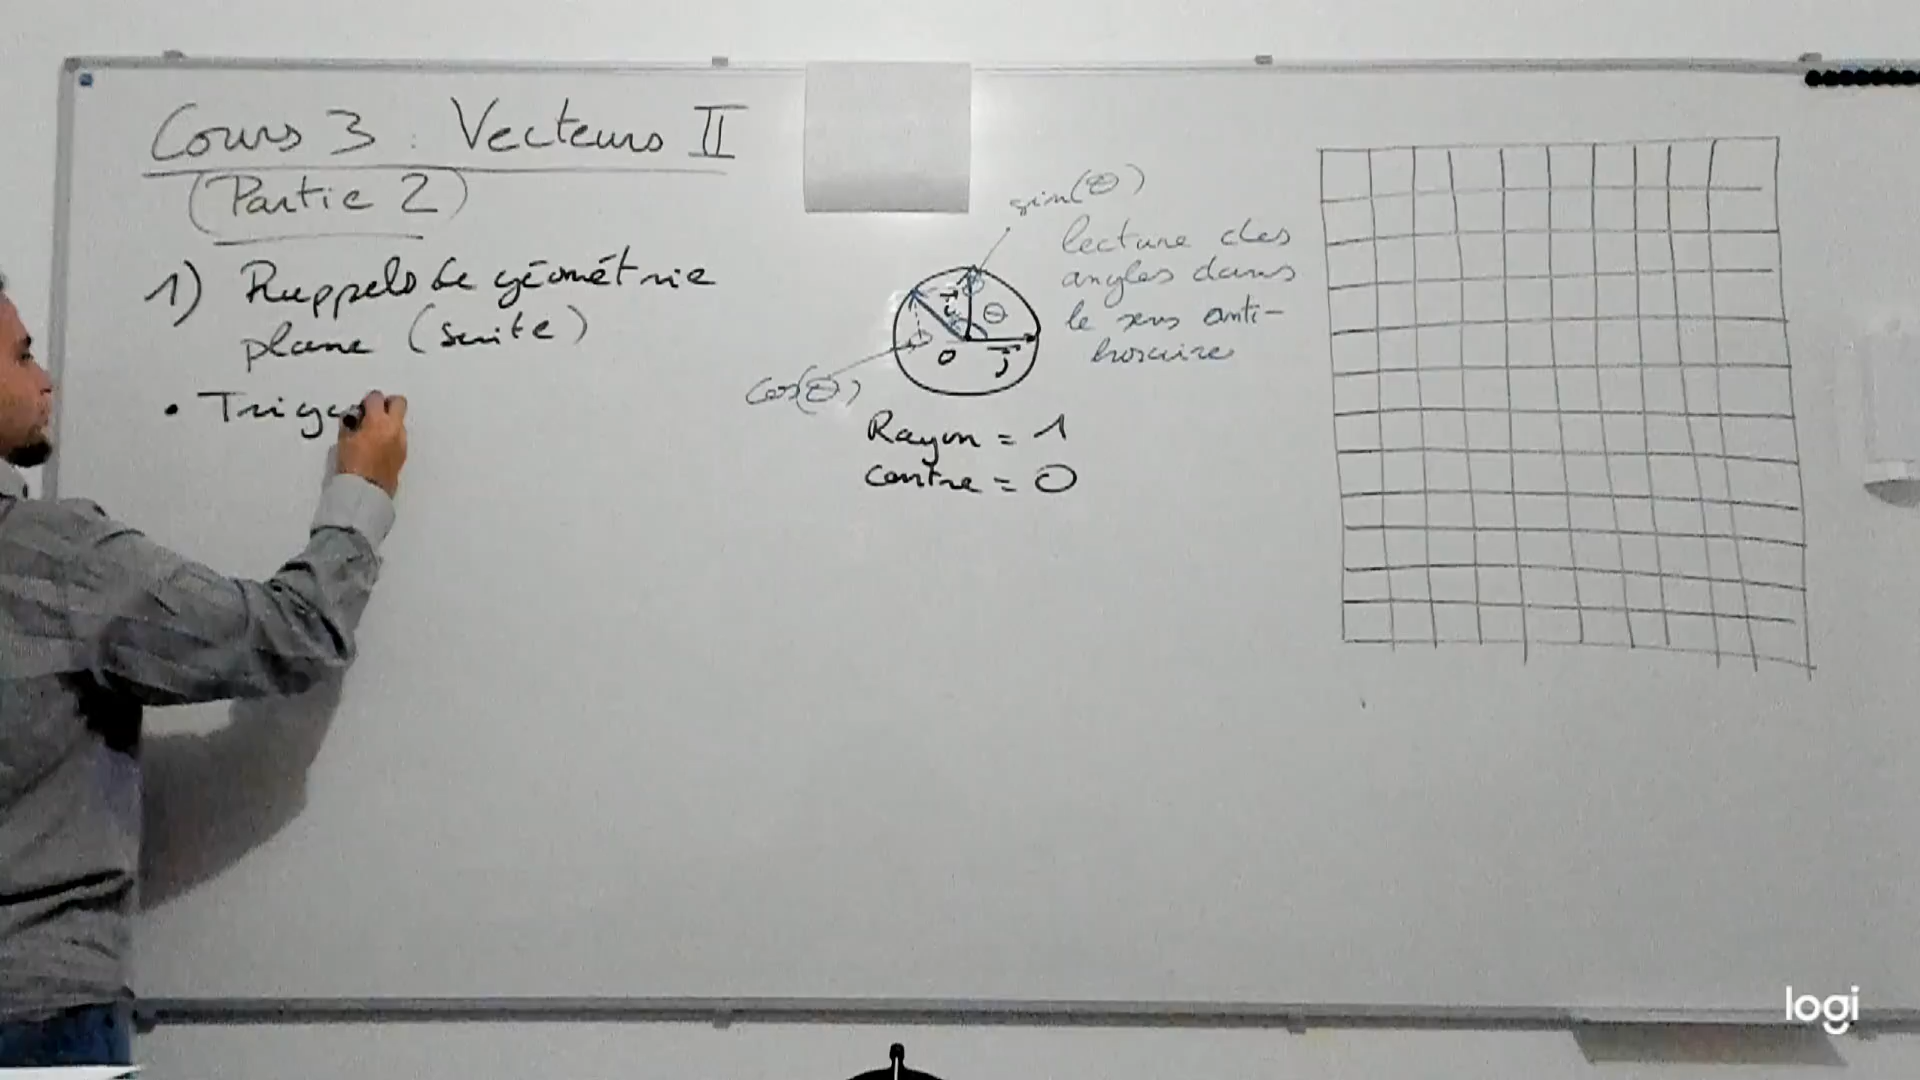 Cours 3 : Vecteurs II
(Partie 2)
1) Rappels de géométrie
plane (suite)
• Trigo
sin(θ)
lecture des
angles dans
le sens anti-
horaire
i
θ
O
j
cos(θ)
Rayon = 1
centre = O
logi